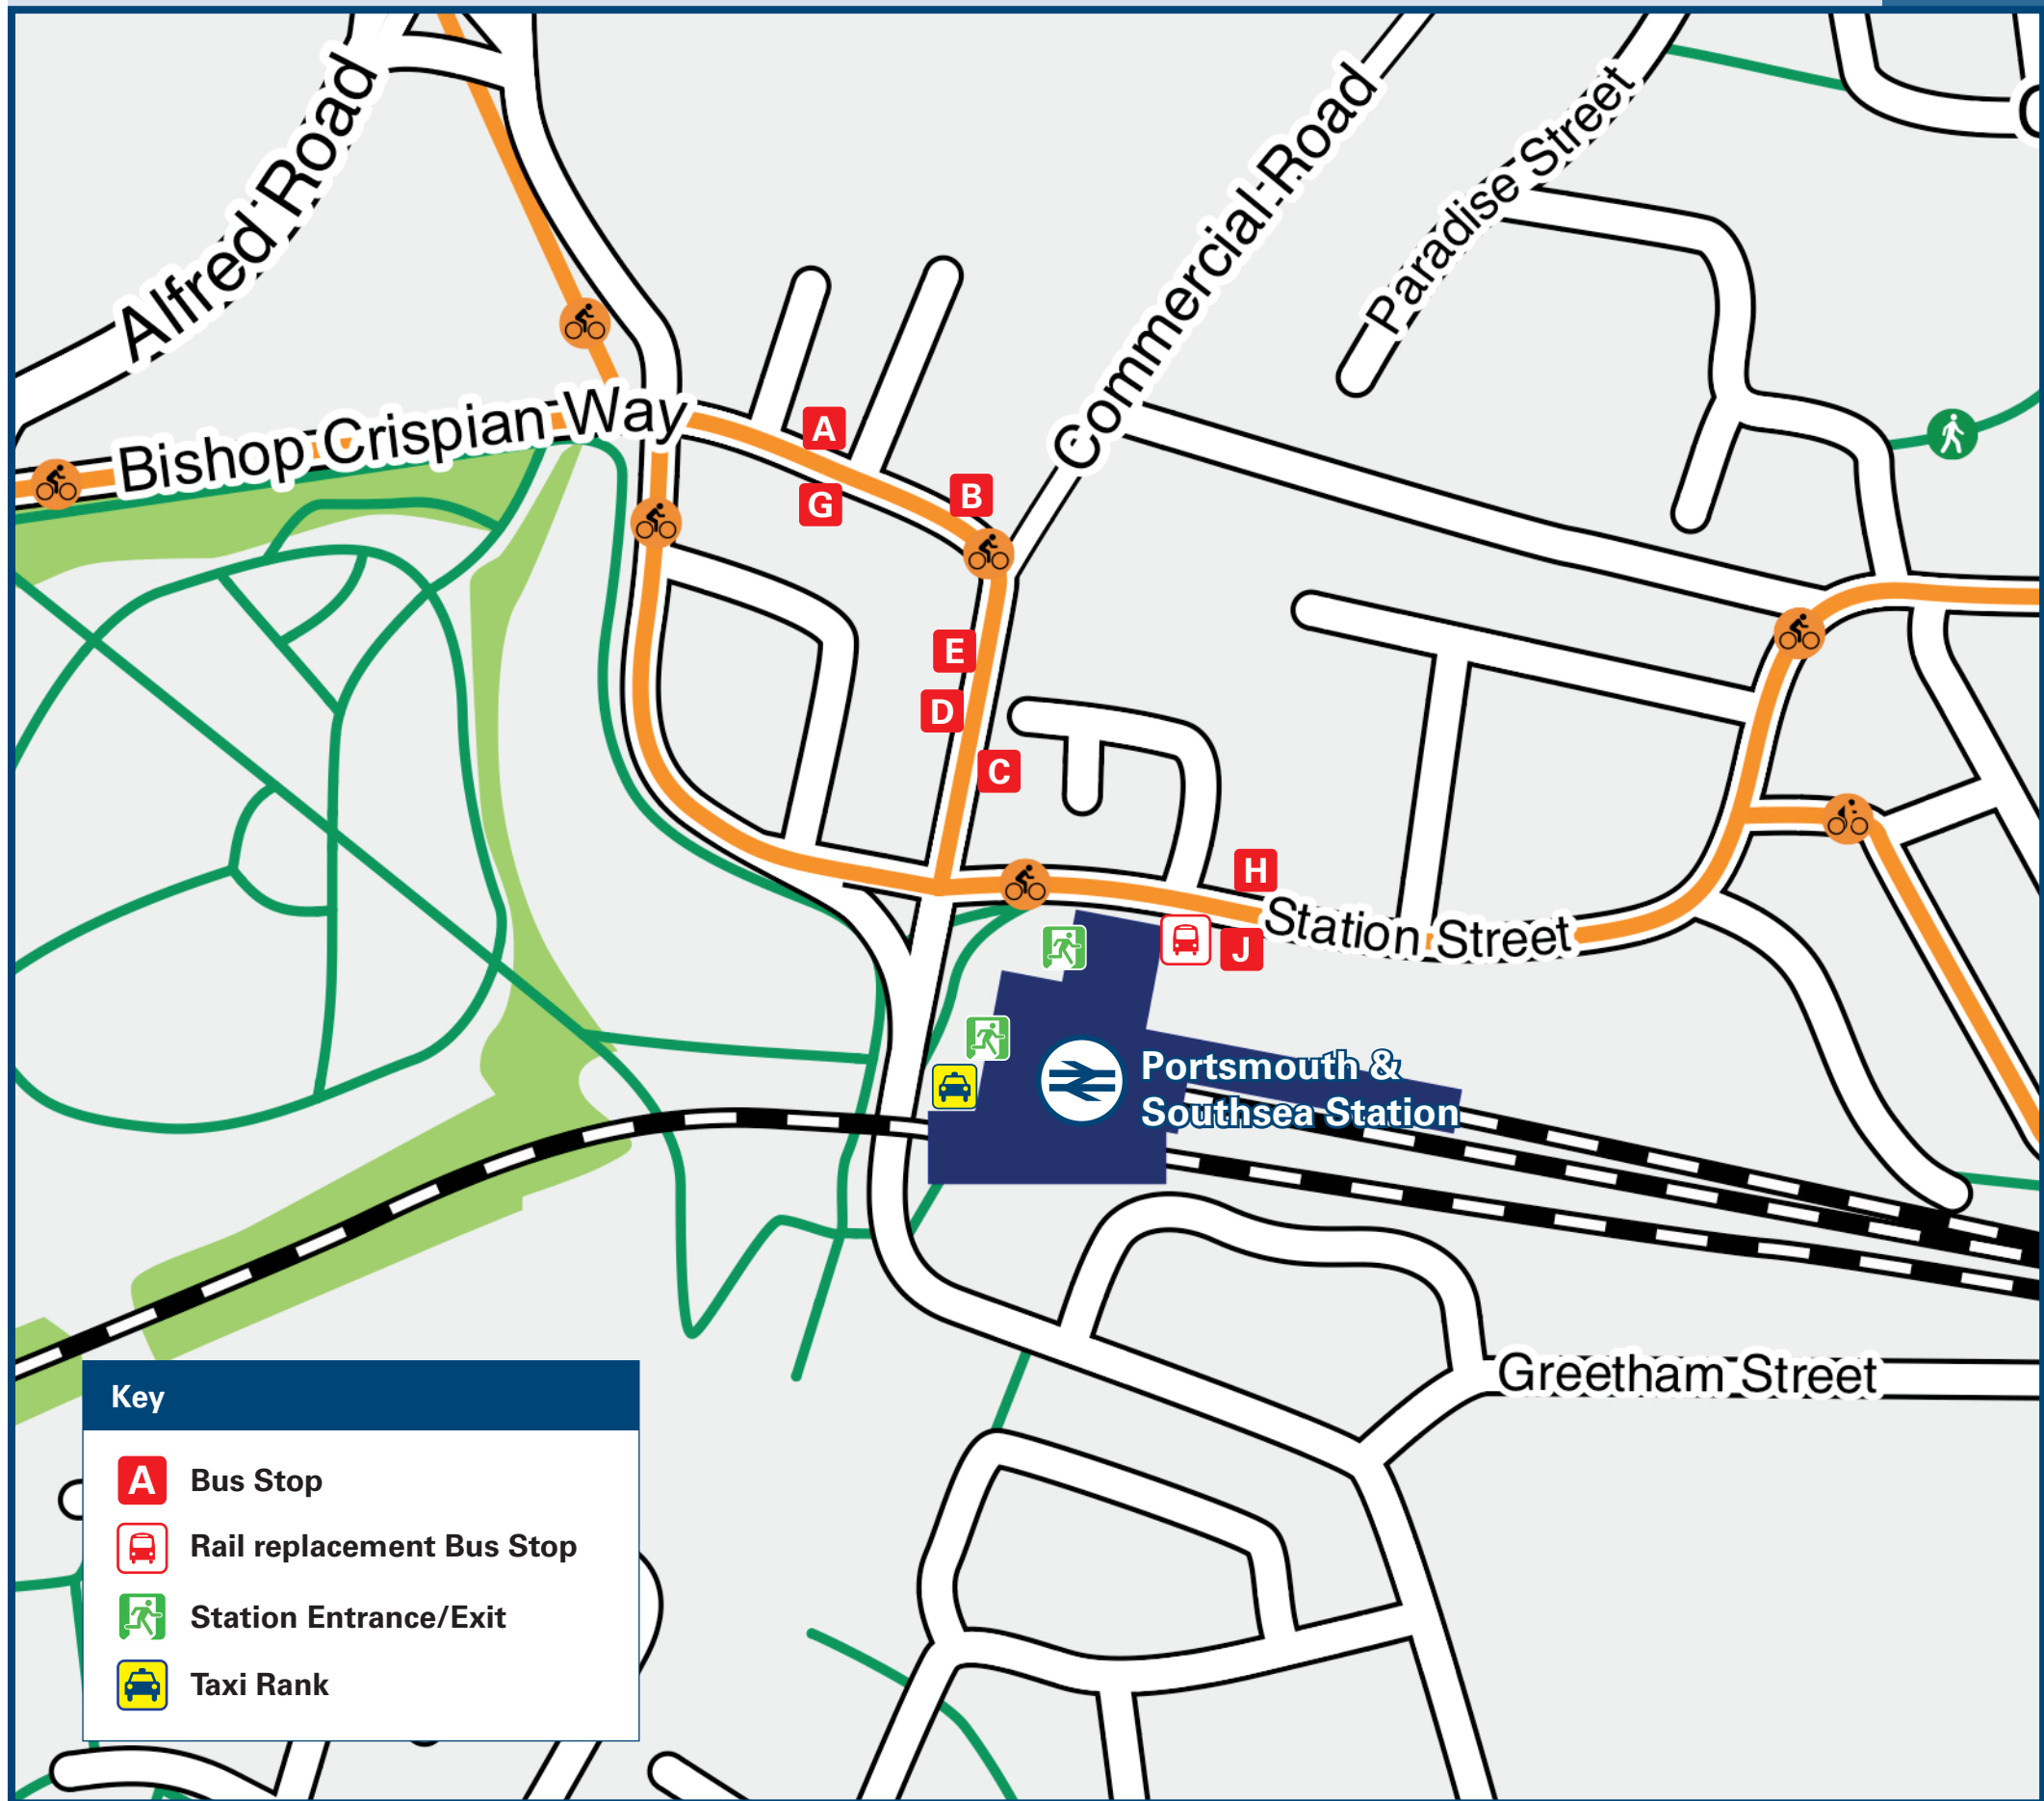 Alfred Road
Commercial Road
Paradise Street
Bishop Crispian Way
A
G
B
E
D
C
H
J
Station Street
Portsmouth &
Southsea Station
Greetham Street
Key
A Bus Stop
Rail replacement Bus Stop
Station Entrance/Exit
Taxi Rank